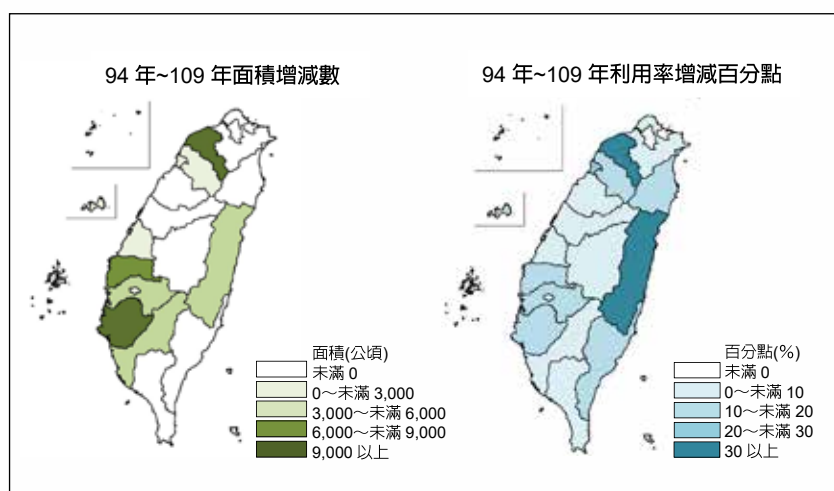 94 年~109 年面積增減數
面積(公頃)
未滿 0
0～未滿 3,000
3,000～未滿 6,000
6,000～未滿 9,000
9,000 以上
94 年~109 年利用率增減百分點
百分點(%)
未滿 0
0～未滿 10
10～未滿 20
20～未滿 30
30 以上